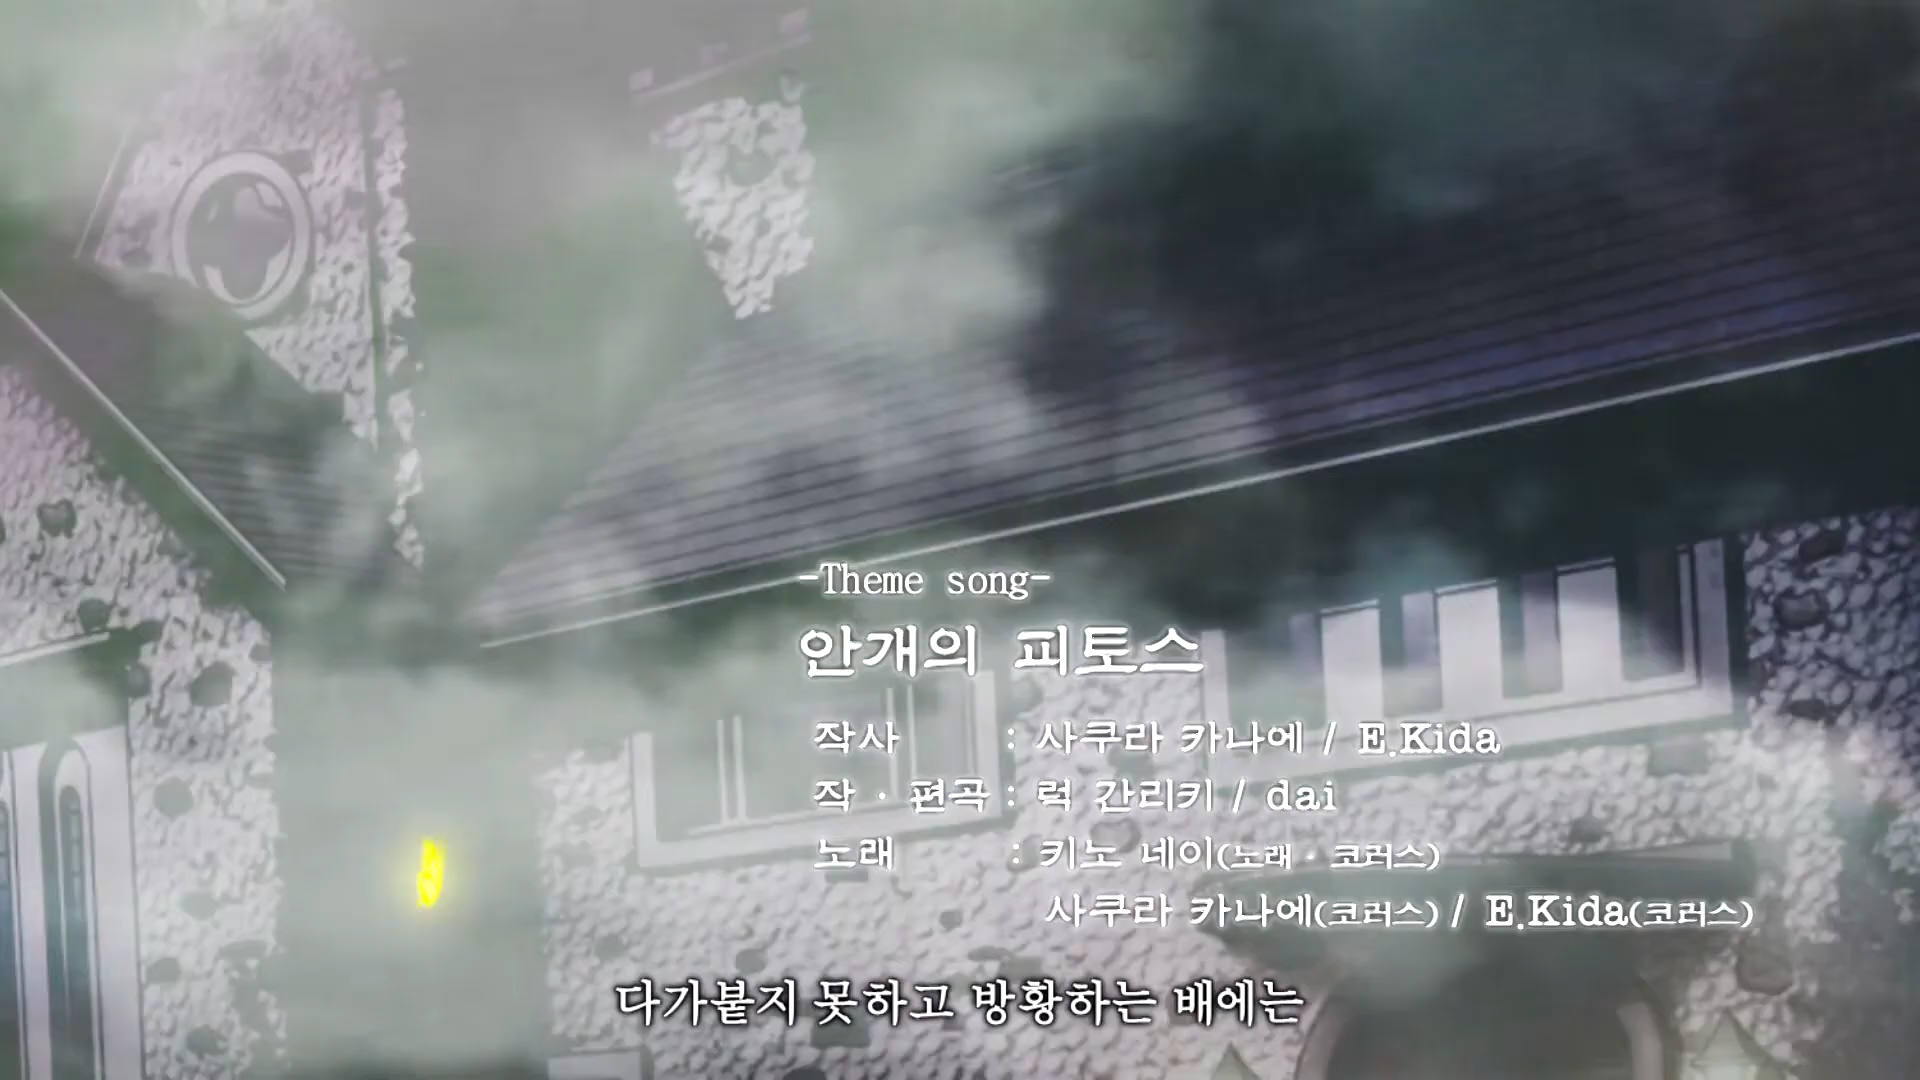 -Theme song-
안개의 피토스
작사 : 사쿠라 카나에 / E.Kida
작 · 편곡 : 럭 간리키 / dai
노래 : 키노 네이(노래 · 코러스)
사쿠라 카나에(코러스) / E.Kida(코러스)
다가붙지 못하고 방황하는 배에는